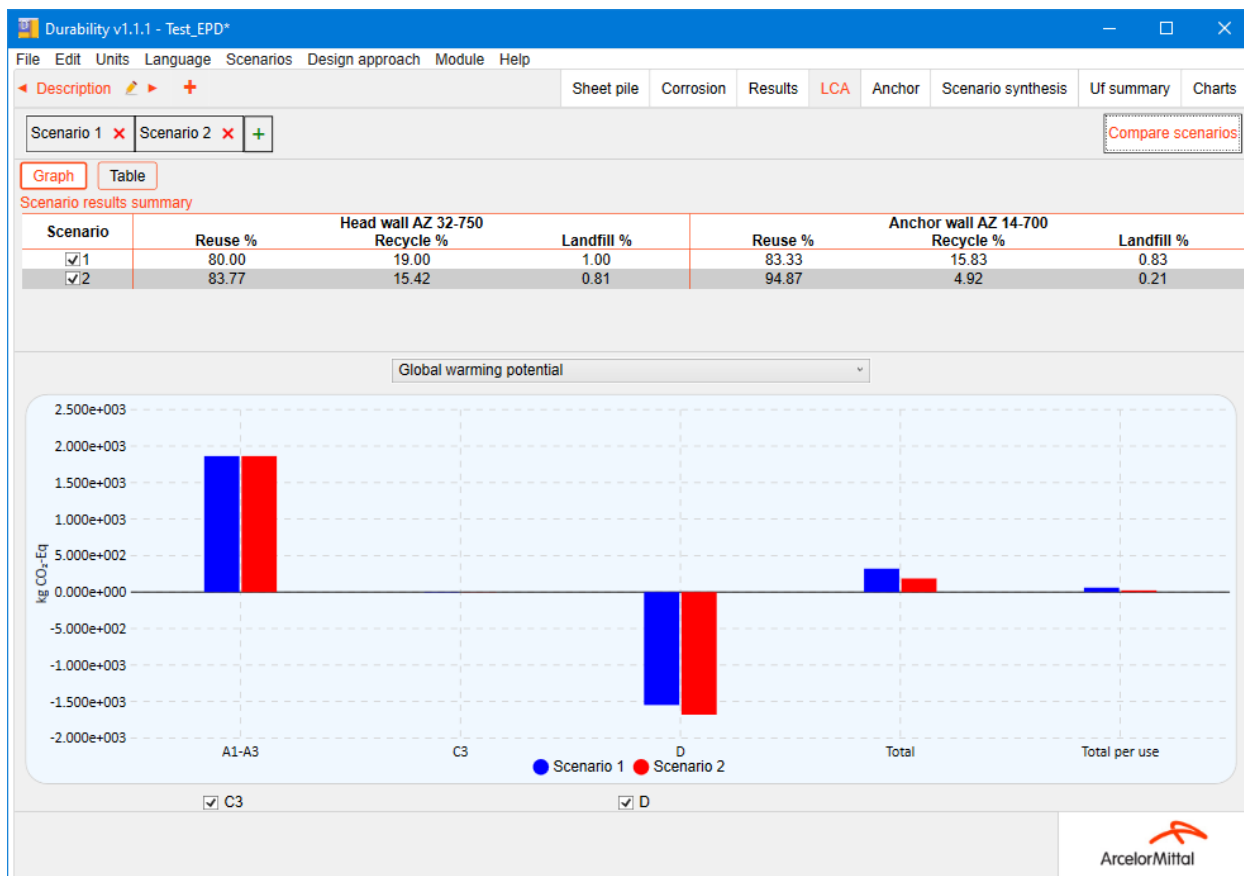 Durability v1.1.1 - Test_EPD*
File Edit Units Language Scenarios Design approach Module Help
Description Sheet pile Corrosion Results LCA Anchor Scenario synthesis Uf summary Charts
Scenario 1 Scenario 2 Compare scenarios
Graph Table
Scenario results summary
Scenario Head wall AZ 32-750 Anchor wall AZ 14-700
Reuse % Recycle % Landfill % Reuse % Recycle % Landfill %
1 80.00 19.00 1.00 83.33 15.83 0.83
2 83.77 15.42 0.81 94.87 4.92 0.21
Global warming potential
2.500e+003
2.000e+003
1.500e+003
1.000e+003
5.000e+002
0.000e+000
-5.000e+002
-1.000e+003
-1.500e+003
-2.000e+003
kg CO₂-Eq
A1-A3 C3 D Total Total per use
Scenario 1 Scenario 2
C3 D
ArcelorMittal